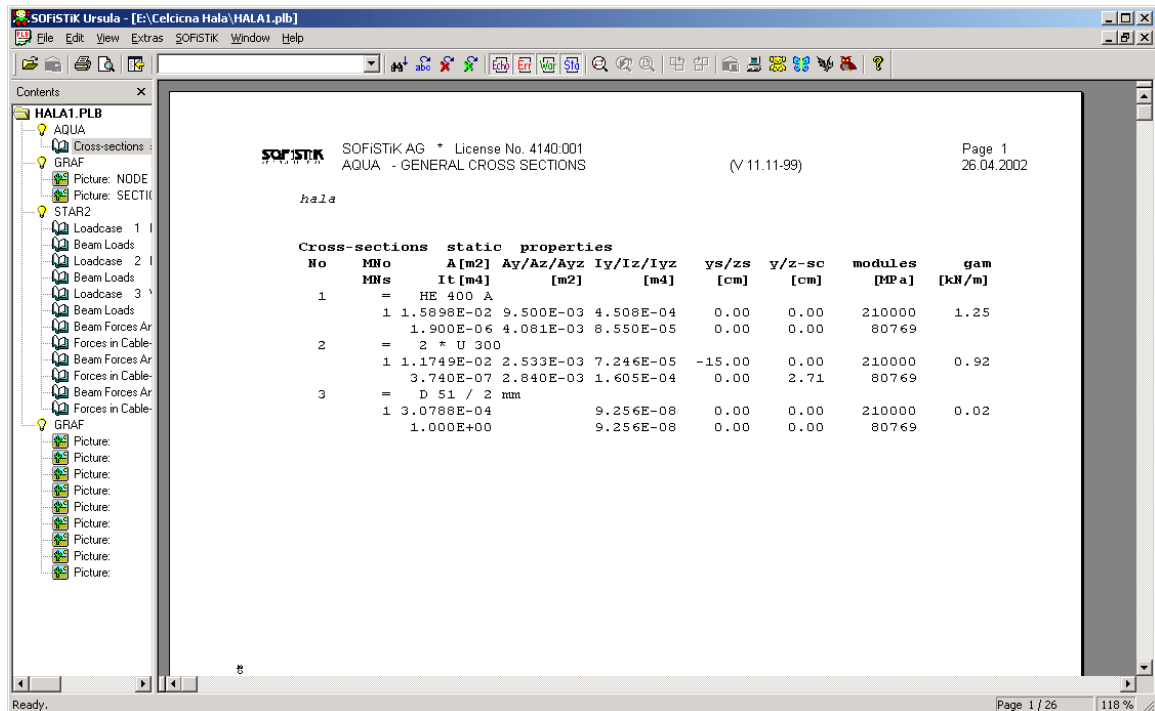 SOFiSTiK Ursula - [E:\Celcicna Hala\HALA1.plb]
File Edit View Extras SOFiSTiK Window Help
Echo Err War Sta
Contents
HALA1.PLB
AQUA
Cross-sections
GRAF
Picture: NODE
Picture: SECTI
STAR2
Loadcase 1
Beam Loads
Loadcase 2
Beam Loads
Loadcase 3
Beam Loads
Beam Forces Ar
Forces in Cable-
Beam Forces Ar
Forces in Cable-
Beam Forces Ar
Forces in Cable-
GRAF
Picture:
Picture:
Picture:
Picture:
Picture:
Picture:
Picture:
Picture:
Picture:
SOFiSTiK SOFiSTiK AG * License No. 4140:001 Page 1
AQUA - GENERAL CROSS SECTIONS (V 11.11-99) 26.04.2002
hala
Cross-sections static properties
No MNo A[m2] Ay/Az/Ayz Iy/Iz/Iyz ys/zs y/z-sc modules gam
MNs It[m4] [m2] [m4] [cm] [cm] [MPa] [kN/m]
1 = HE 400 A
1 1.5898E-02 9.500E-03 4.508E-04 0.00 0.00 210000 1.25
1.900E-06 4.081E-03 8.550E-05 0.00 0.00 80769
2 = 2 * U 300
1 1.1749E-02 2.533E-03 7.246E-05 -15.00 0.00 210000 0.92
3.740E-07 2.840E-03 1.605E-04 0.00 2.71 80769
3 = D 51 / 2 mm
1 3.0788E-04 9.256E-08 0.00 0.00 210000 0.02
1.000E+00 9.256E-08 0.00 0.00 80769
Ready. Page 1 / 26 118 %